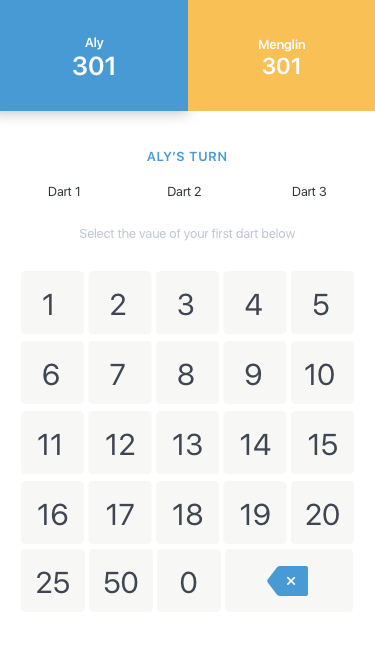 Aly
301
Menglin
301
ALY'S TURN
Dart 1 Dart 2 Dart 3
Select the vaue of your first dart below
1 2 3 4 5
6 7 8 9 10
11 12 13 14 15
16 17 18 19 20
25 50 0